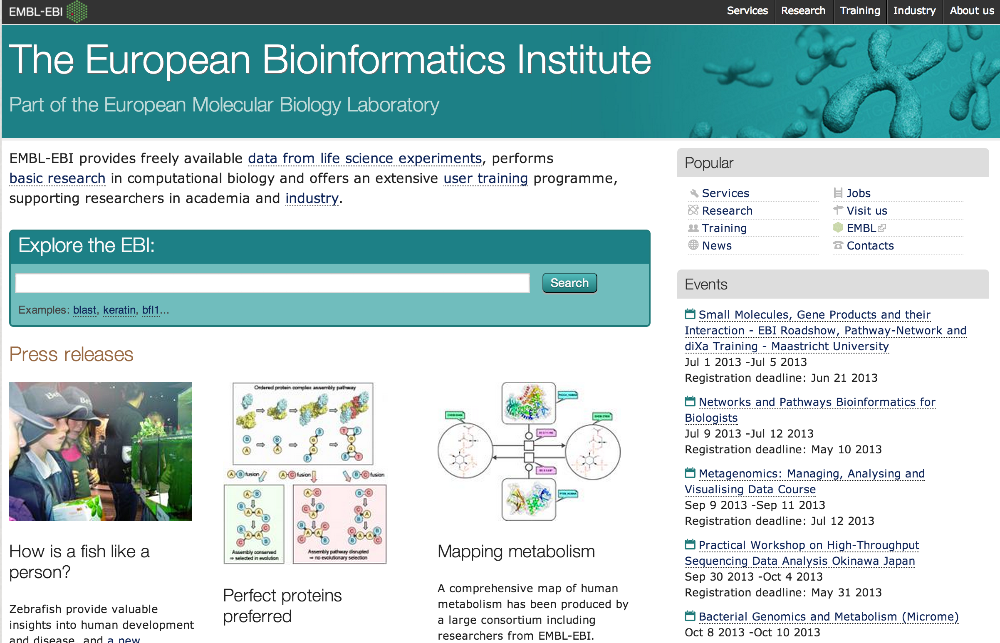 EMBL-EBI
Services
Research
Training
Industry
About us
The European Bioinformatics Institute
Part of the European Molecular Biology Laboratory
EMBL-EBI provides freely available data from life science experiments, performs
basic research in computational biology and offers an extensive user training programme,
supporting researchers in academia and industry.
Explore the EBI:
Search
Examples: blast, keratin, bfl1...
Press releases
Ordered protein complex assembly pathway
B B β β γ β
A A α α α α
β β γ
A B fusion A C fusion B C fusion
A B A C B C
B A A B C B A C A B
B A A C C B A A C B C A A B C
Assembly conserved
⇒ selected in evolution
Assembly pathway disrupted
⇒ no evolutionary selection
How is a fish like a
person?
Zebrafish provide valuable
insights into human development
and disease, and a new
Perfect proteins
preferred
Mapping metabolism
A comprehensive map of human
metabolism has been produced by
a large consortium including
researchers from EMBL-EBI.
Popular
Services
Research
Training
News
Jobs
Visit us
EMBL
Contacts
Events
Small Molecules, Gene Products and their
Interaction - EBI Roadshow, Pathway-Network and
diXa Training - Maastricht University
Jul 1 2013 -Jul 5 2013
Registration deadline: Jun 21 2013
Networks and Pathways Bioinformatics for
Biologists
Jul 9 2013 -Jul 12 2013
Registration deadline: May 10 2013
Metagenomics: Managing, Analysing and
Visualising Data Course
Sep 9 2013 -Sep 11 2013
Registration deadline: Jul 12 2013
Practical Workshop on High-Throughput
Sequencing Data Analysis Okinawa Japan
Sep 30 2013 -Oct 4 2013
Registration deadline: May 31 2013
Bacterial Genomics and Metabolism (Microme)
Oct 8 2013 -Oct 10 2013